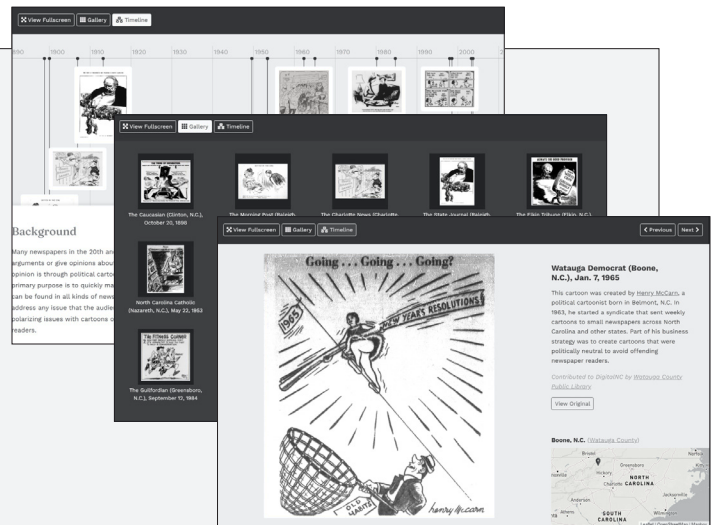 View Fullscreen Gallery Timeline
1900 1910 1920 1930 1940 1950 1960 1970 1980 1990 2000
Background
Many newspapers in the 20th
arguments or give opinions
opinion is through political
primary purpose is to quickly
can be found in all kinds of
address any issue that the
polarizing issues with cartoons
readers.
View Fullscreen Gallery Timeline
The Caucasian (Clinton, N.C.),
October 20, 1898
The Morning Post (Raleigh,
The Charlotte News (Charlotte,
The State Journal (Raleigh,
The Elkin Tribune (Elkin, N.C.)
North Carolina Catholic
(Nazareth, N.C.), May 22, 1953
The Guilfordian (Greensboro,
N.C.), September 12, 1984
View Fullscreen Gallery Timeline
Previous Next
Going . . . Going . . . Going?
1965
NEW YEAR'S RESOLUTIONS
OLD HABITS
henry McCarn
Watauga Democrat (Boone,
N.C.), Jan. 7, 1965
This cartoon was created by Henry McCarn, a
political cartoonist born in Belmont, N.C. In
1963, he started a syndicate that sent weekly
cartoons to small newspapers across North
Carolina and other states. Part of his business
strategy was to create cartoons that were
politically neutral to avoid offending
newspaper readers.
Contributed to DigitalNC by Watauga County
Public Library
View Original
Boone, N.C. (Watauga County)
Bristol
Greensboro
Hickory
NORTH
CAROLINA
Charlotte
Jacksonville
Anderson
Athens
SOUTH
CAROLINA
Wilmington